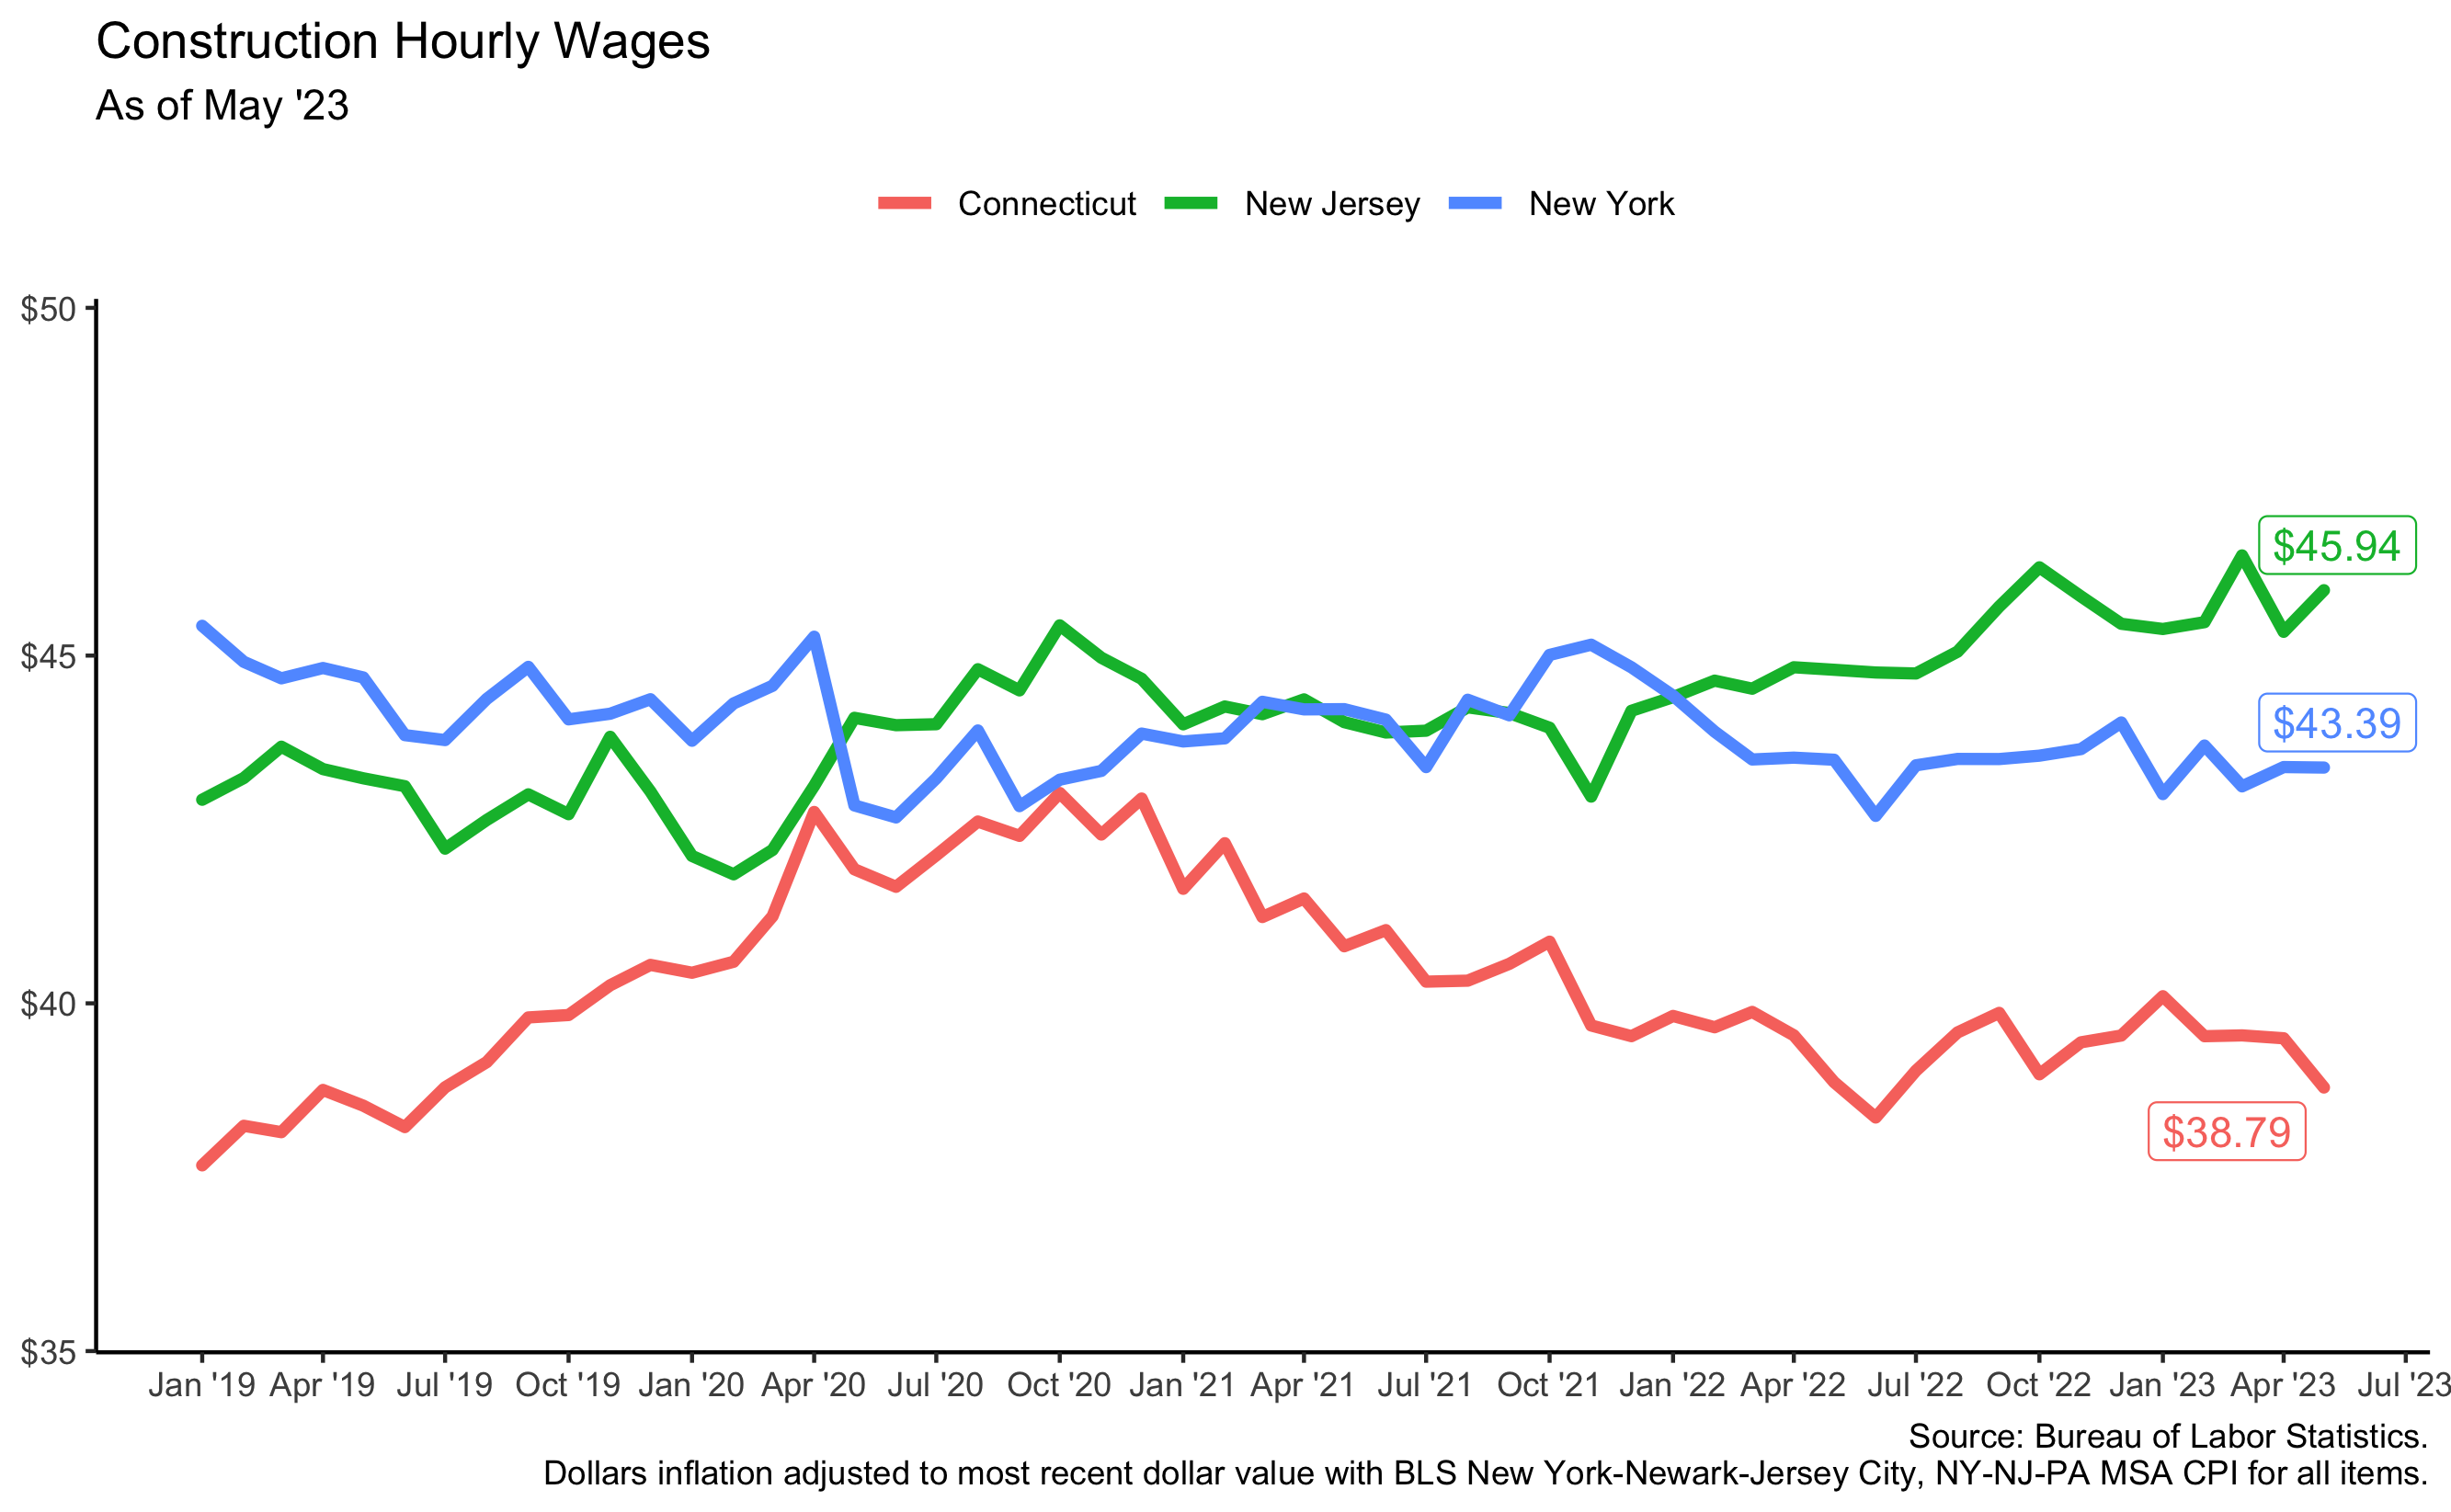 Construction Hourly Wages
As of May '23
Connecticut New Jersey New York
$50
$45
$40
$35
$45.94
$43.39
$38.79
Jan '19 Apr '19 Jul '19 Oct '19 Jan '20 Apr '20 Jul '20 Oct '20 Jan '21 Apr '21 Jul '21 Oct '21 Jan '22 Apr '22 Jul '22 Oct '22 Jan '23 Apr '23 Jul '23
Source: Bureau of Labor Statistics.
Dollars inflation adjusted to most recent dollar value with BLS New York-Newark-Jersey City, NY-NJ-PA MSA CPI for all items.